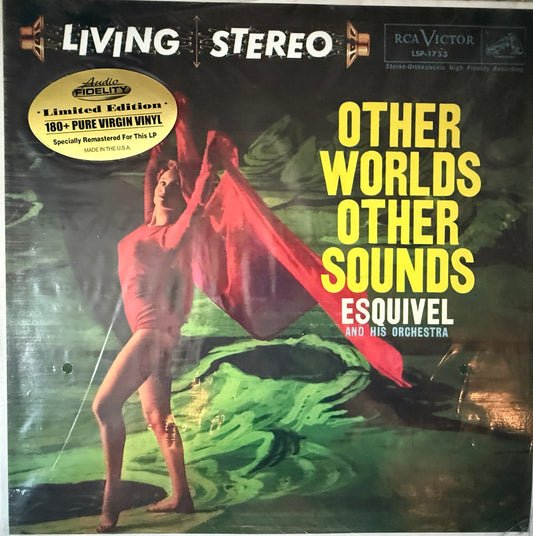 LIVING STEREO
RCA VICTOR
LSP-1753
Stereo-Orthophonic High Fidelity Recording
Audio
FIDELITY
· Limited Edition ·
180+ PURE VIRGIN VINYL
Specially Remastered For This LP
MADE IN THE U.S.A.
OTHER
WORLDS
OTHER
SOUNDS
ESQUIVEL
AND HIS ORCHESTRA